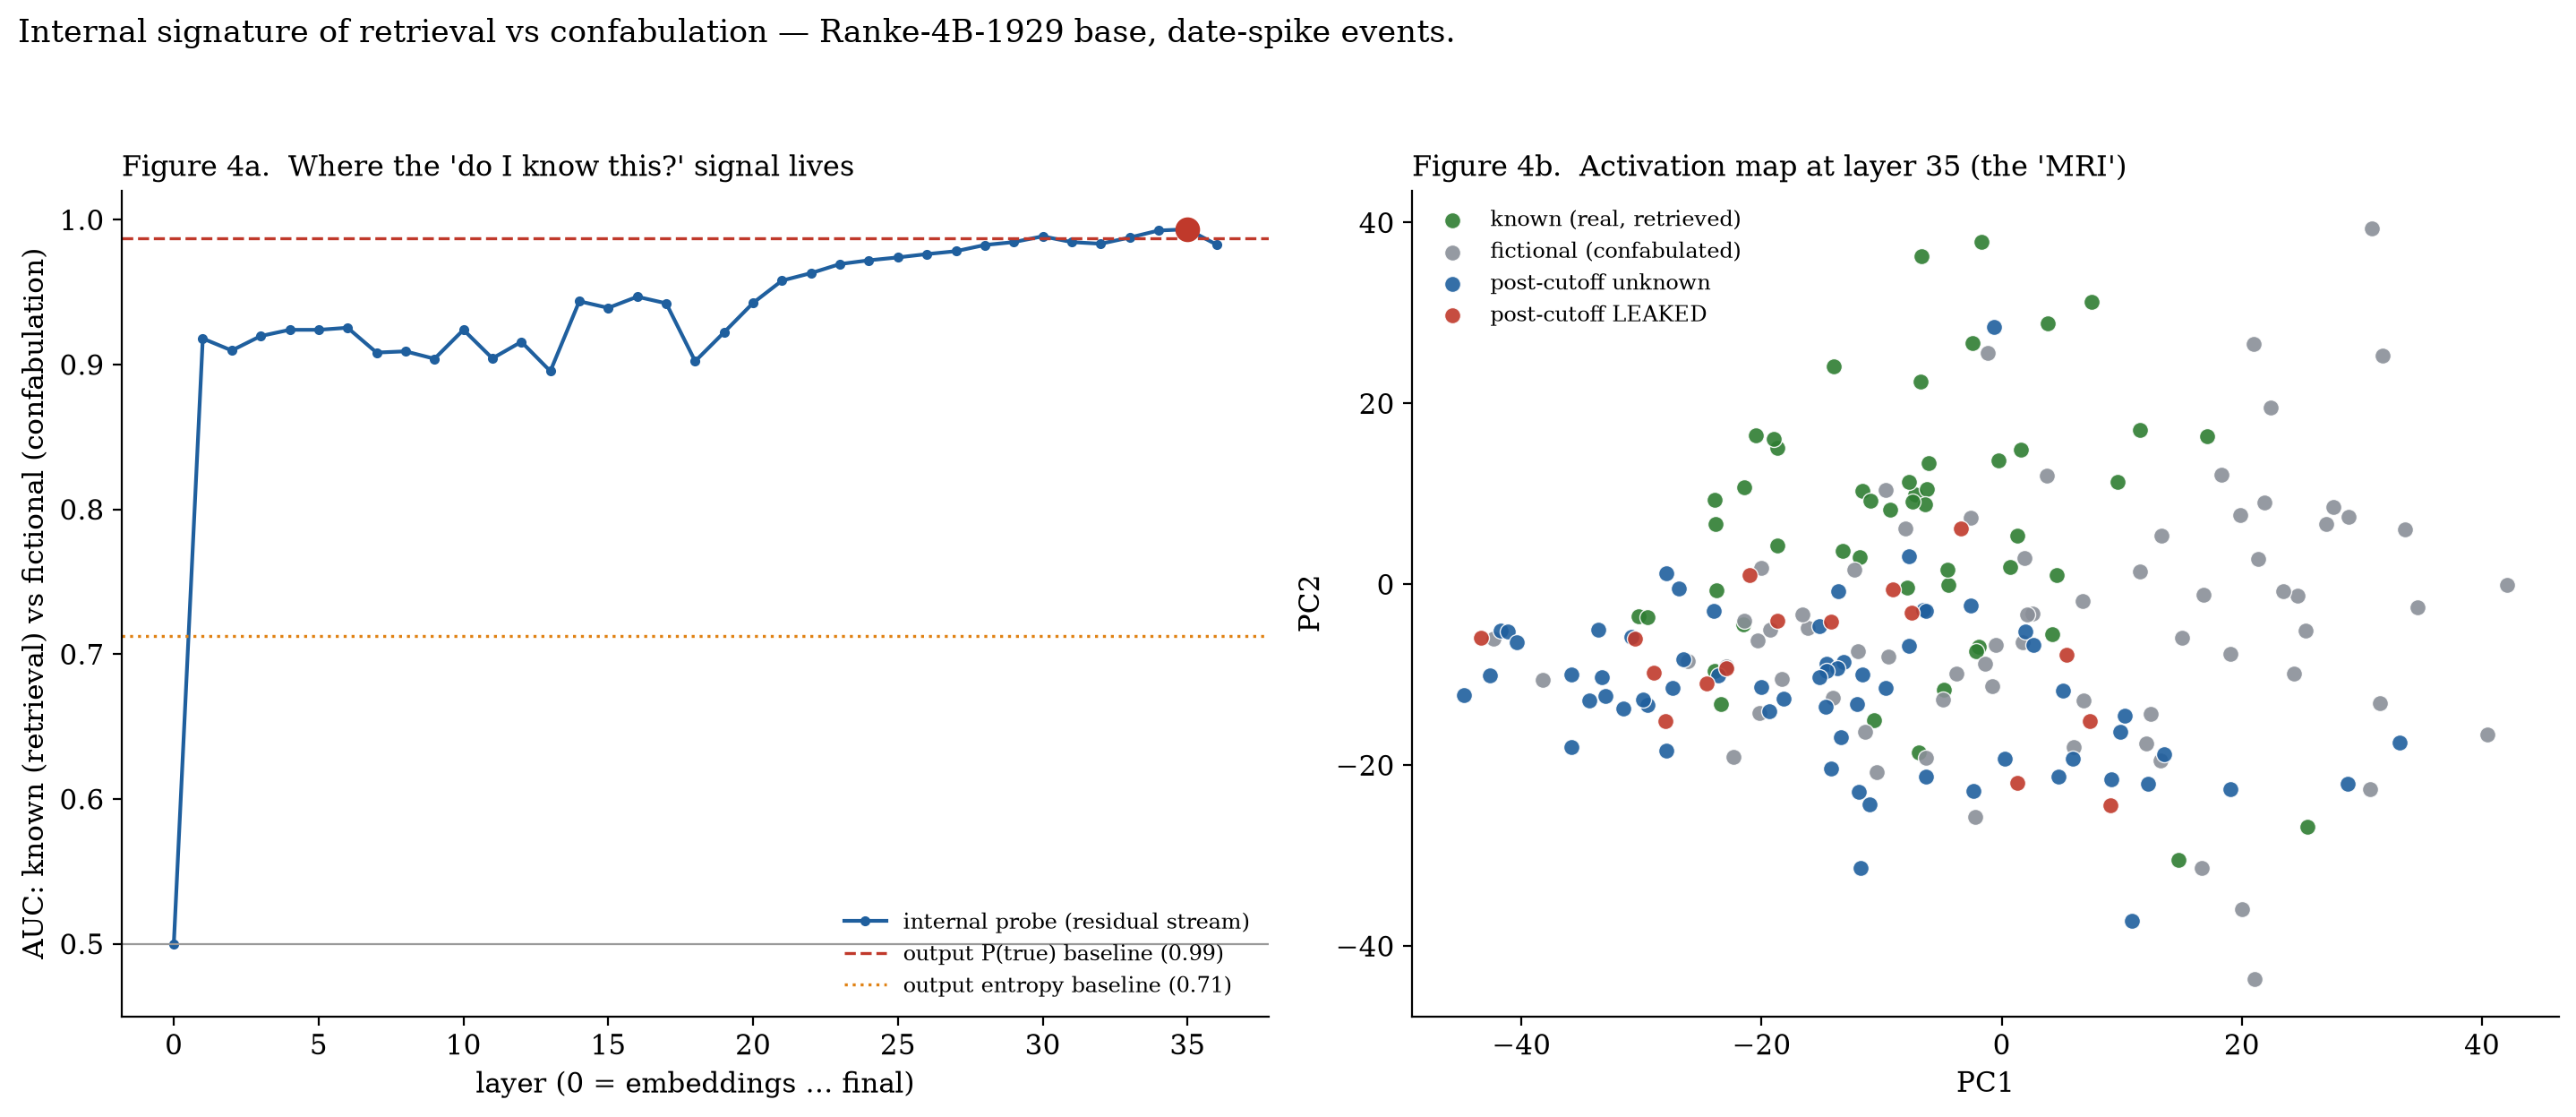 Internal signature of retrieval vs confabulation — Ranke-4B-1929 base, date-spike events.
Figure 4a.  Where the 'do I know this?' signal lives
AUC: known (retrieval) vs fictional (confabulation)
1.0
0.9
0.8
0.7
0.6
0.5
internal probe (residual stream)
output P(true) baseline (0.99)
output entropy baseline (0.71)
0 5 10 15 20 25 30 35
layer (0 = embeddings … final)
Figure 4b.  Activation map at layer 35 (the 'MRI')
known (real, retrieved)
fictional (confabulated)
post-cutoff unknown
post-cutoff LEAKED
PC2
40
20
0
−20
−40
−40 −20 0 20 40
PC1